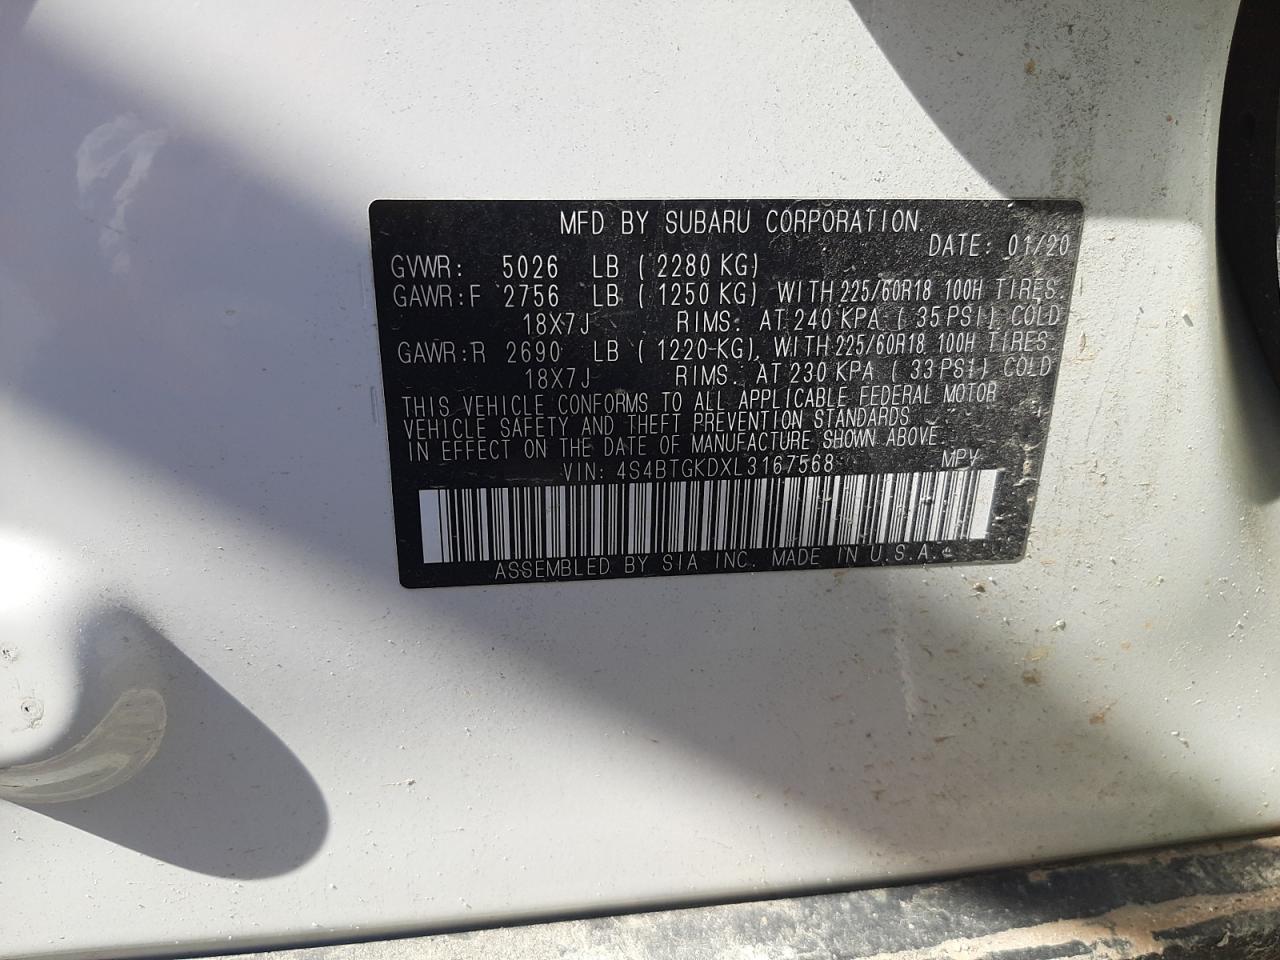 MFD BY SUBARU CORPORATION.
DATE: 01/20
GVWR: 5026 LB ( 2280 KG)
GAWR:F 2756 LB ( 1250 KG), WITH 225/60R18 100H TIRES,
18X7J RIMS. AT 240 KPA ( 35 PSI) COLD
GAWR:R 2690 LB ( 1220 KG), WITH 225/60R18 100H TIRES,
18X7J RIMS. AT 230 KPA ( 33 PSI) COLD
THIS VEHICLE CONFORMS TO ALL APPLICABLE FEDERAL MOTOR
VEHICLE SAFETY AND THEFT PREVENTION STANDARDS
IN EFFECT ON THE DATE OF MANUFACTURE SHOWN ABOVE.
VIN: 4S4BTGKDXL3167568 MPV
ASSEMBLED BY SIA INC. MADE IN U.S.A.